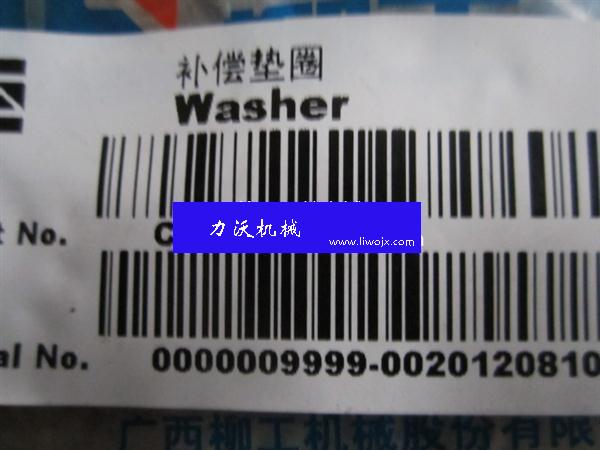 补偿垫圈
Washer
t No. C
力沃机械
www.liwojx.com
al No. 0000009999-0020120810
广西柳工机械股份有限